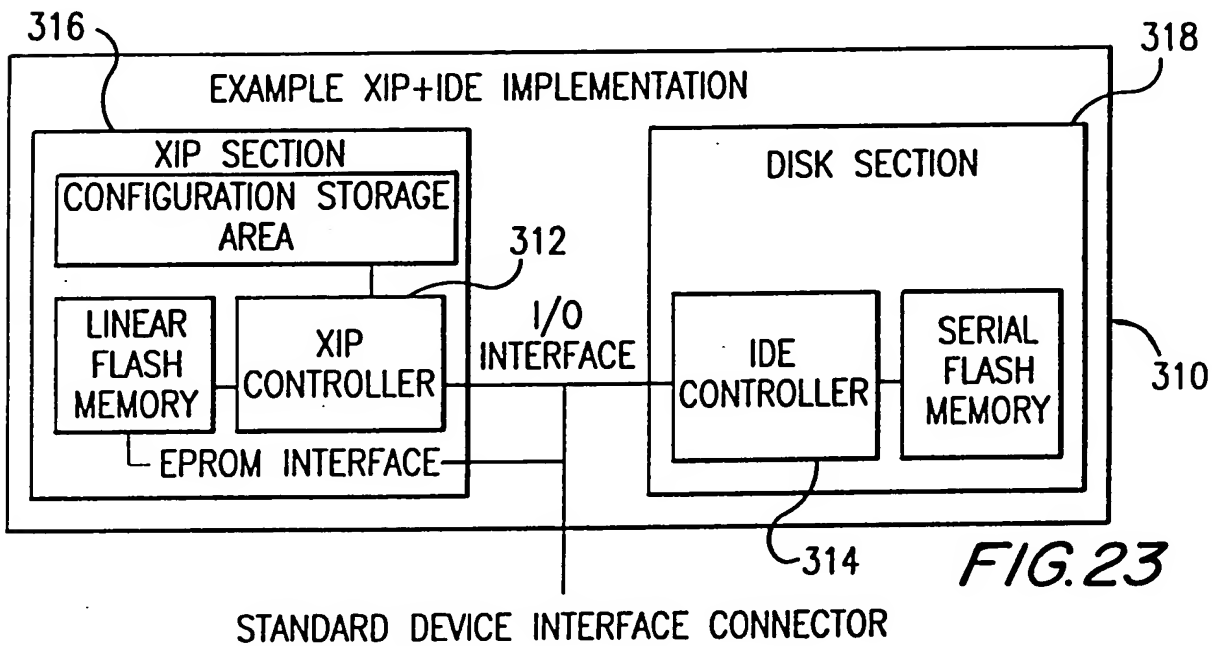 316
318
EXAMPLE XIP+IDE IMPLEMENTATION
XIP SECTION
CONFIGURATION STORAGE
AREA
312
LINEAR
FLASH
MEMORY
XIP
CONTROLLER
EPROM INTERFACE
I/O
INTERFACE
DISK SECTION
IDE
CONTROLLER
SERIAL
FLASH
MEMORY
310
314
FIG.23
STANDARD DEVICE INTERFACE CONNECTOR